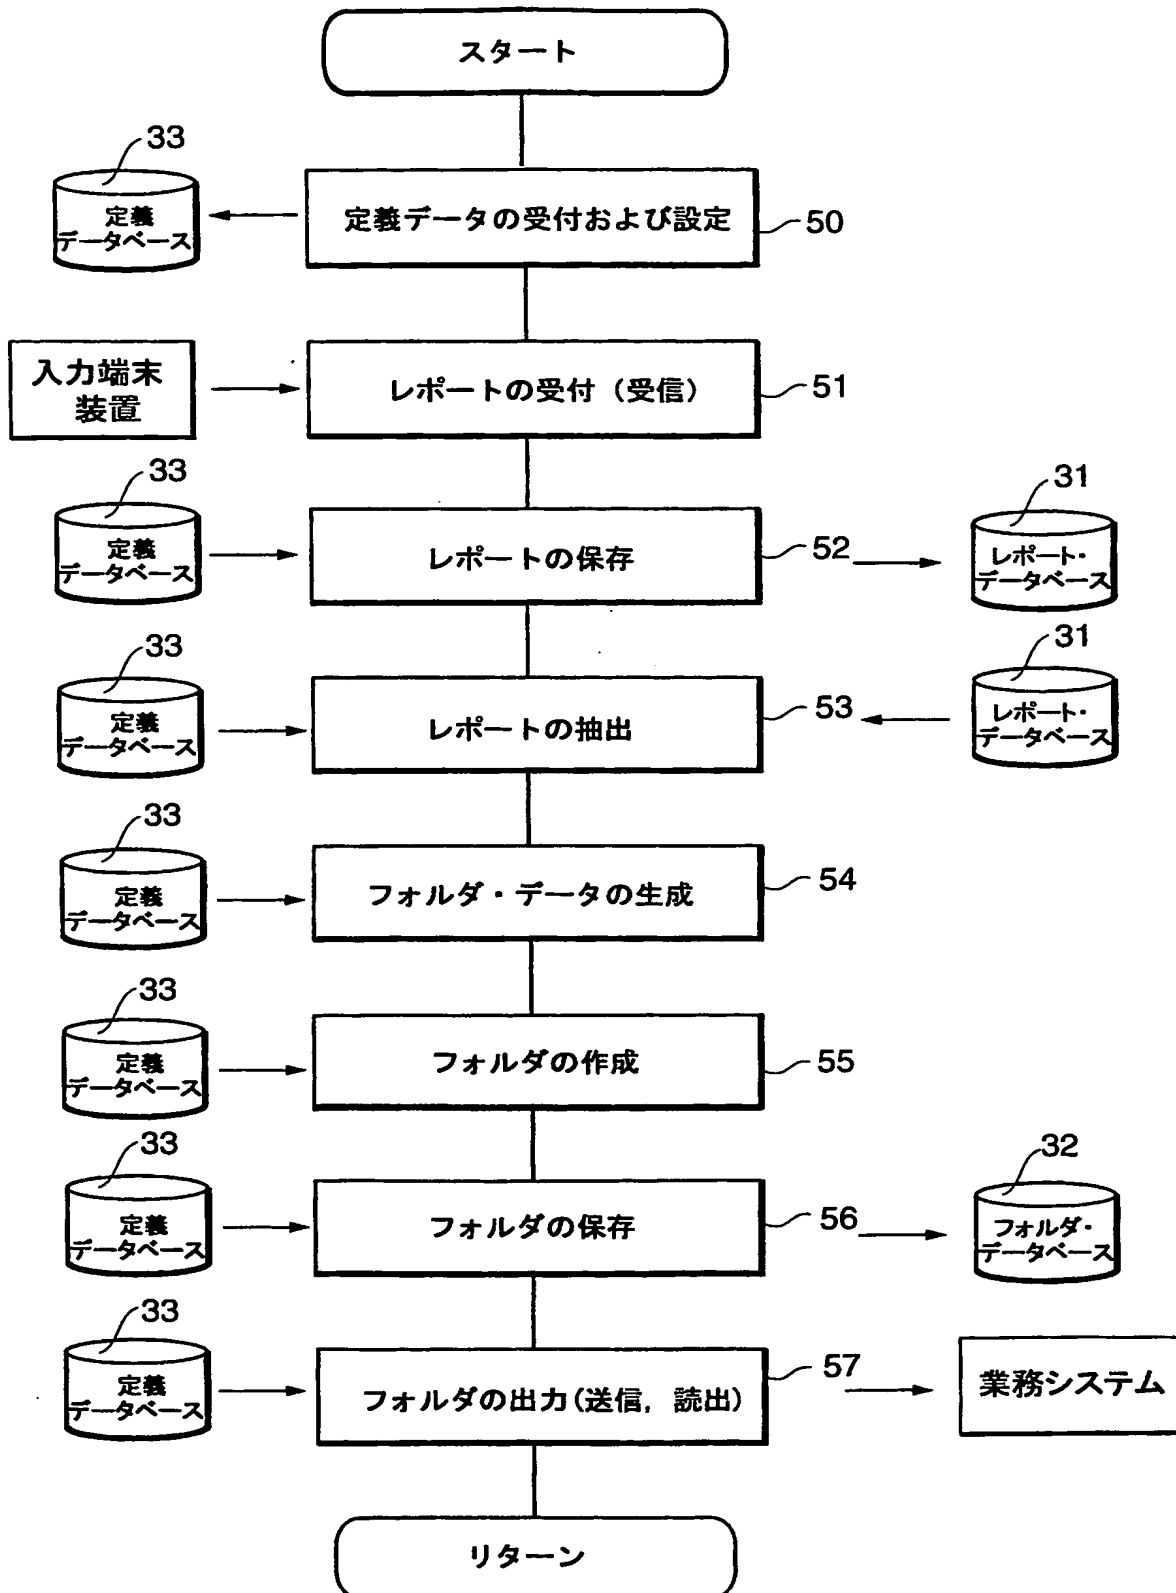 スタート
33
定義
データベース
定義データの受付および設定
50
入力端末
装置
レポートの受付（受信）
51
33
定義
データベース
レポートの保存
52
31
レポート・
データベース
33
定義
データベース
レポートの抽出
53
31
レポート・
データベース
33
定義
データベース
フォルダ・データの生成
54
33
定義
データベース
フォルダの作成
55
33
定義
データベース
フォルダの保存
56
32
フォルダ・
データベース
33
定義
データベース
フォルダの出力(送信，読出)
57
業務システム
リターン